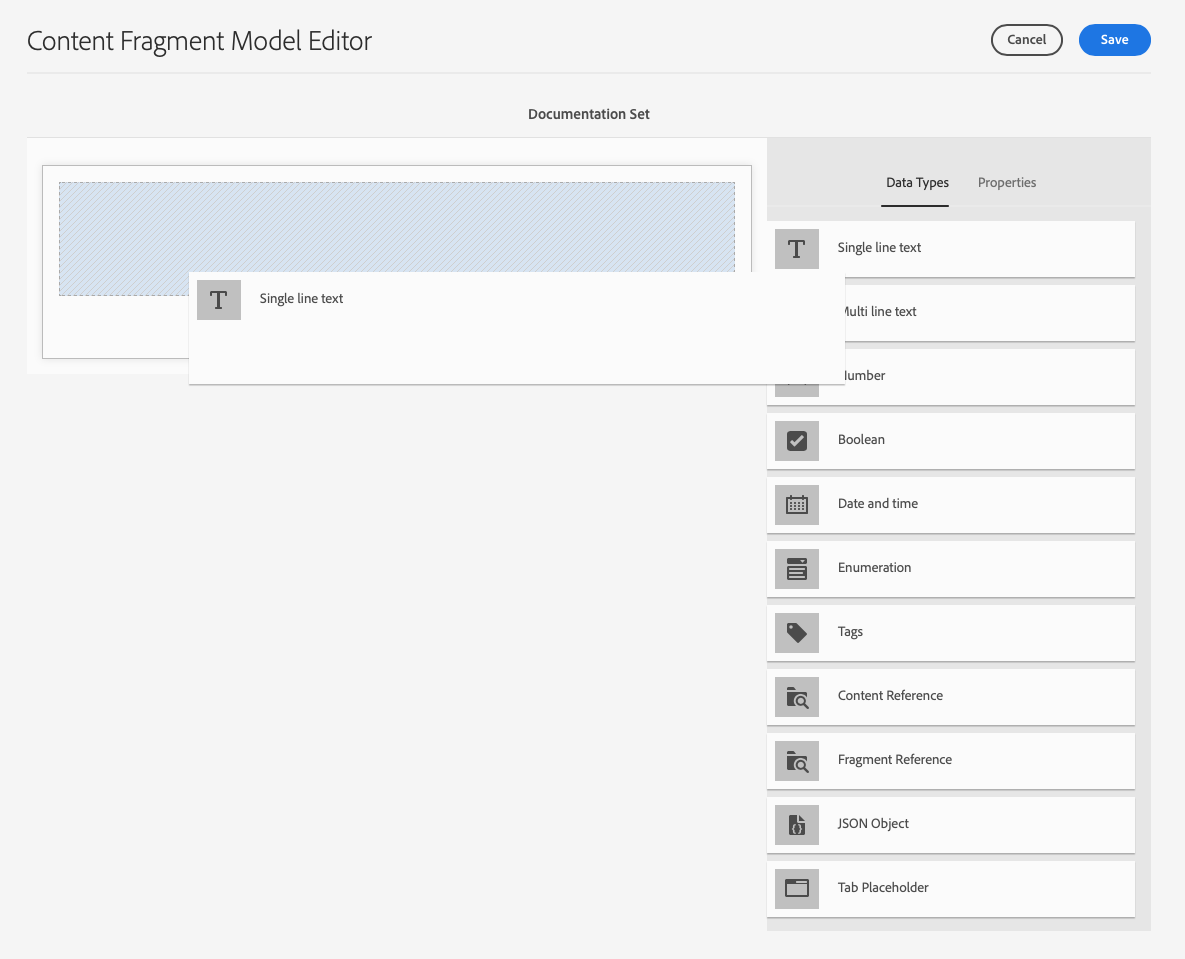 Content Fragment Model Editor
Cancel
Save
Documentation Set
Data Types
Properties
Single line text
Single line text
Multi line text
Number
Boolean
Date and time
Enumeration
Tags
Content Reference
Fragment Reference
JSON Object
Tab Placeholder